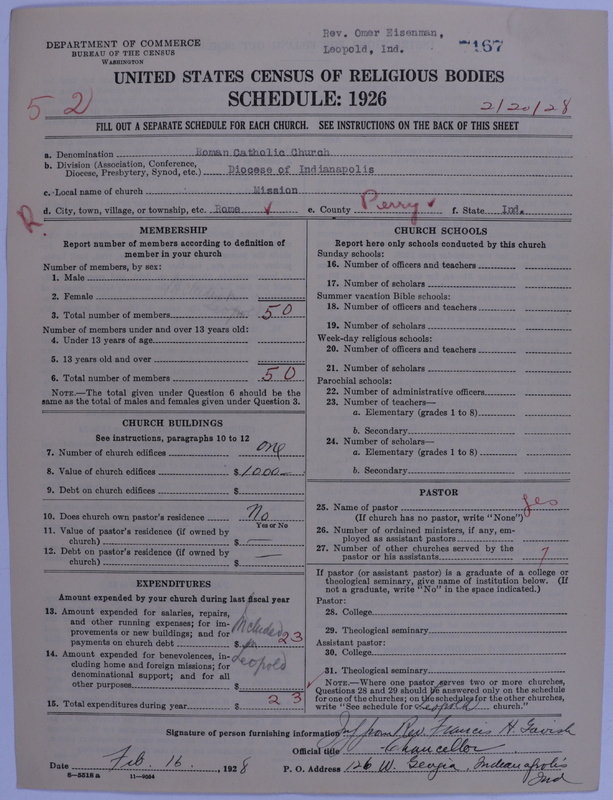 Rev. Omer Eisenman,
Leopold, Ind.
7167
DEPARTMENT OF COMMERCE
BUREAU OF THE CENSUS
WASHINGTON
UNITED STATES CENSUS OF RELIGIOUS BODIES
SCHEDULE: 1926
52
2/20/28
FILL OUT A SEPARATE SCHEDULE FOR EACH CHURCH. SEE INSTRUCTIONS ON THE BACK OF THIS SHEET
a. Denomination Roman Catholic Church
b. Division (Association, Conference, Diocese, Presbytery, Synod, etc.) Diocese of Indianapolis
c. Local name of church Mission
d. City, town, village, or township, etc. Rome e. County Perry f. State Ind.
R.
MEMBERSHIP
Report number of members according to definition of
member in your church
Number of members, by sex:
1. Male
2. Female
3. Total number of members 50
Number of members under and over 13 years old:
4. Under 13 years of age
5. 13 years old and over
6. Total number of members 50
NOTE.—The total given under Question 6 should be the
same as the total of males and females given under Question 3.
CHURCH BUILDINGS
See instructions, paragraphs 10 to 12
7. Number of church edifices one
8. Value of church edifices $1000—
9. Debt on church edifices $
10. Does church own pastor's residence No
Yes or No
11. Value of pastor's residence (if owned by
church) $ —
12. Debt on pastor's residence (if owned by
church) $ —
EXPENDITURES
Amount expended by your church during last fiscal year
13. Amount expended for salaries, repairs,
and other running expenses; for im-
provements or new buildings; and for
payments on church debt $ Included 23
14. Amount expended for benevolences, in-
cluding home and foreign missions; for
denominational support; and for all
other purposes $ in Leopold
15. Total expenditures during year $ 23
CHURCH SCHOOLS
Report here only schools conducted by this church
Sunday schools:
16. Number of officers and teachers
17. Number of scholars
Summer vacation Bible schools:
18. Number of officers and teachers
19. Number of scholars
Week-day religious schools:
20. Number of officers and teachers
21. Number of scholars
Parochial schools:
22. Number of administrative officers
23. Number of teachers—
a. Elementary (grades 1 to 8)
b. Secondary
24. Number of scholars—
a. Elementary (grades 1 to 8)
b. Secondary
PASTOR
25. Name of pastor yes
(If church has no pastor, write "None")
26. Number of ordained ministers, if any, em-
ployed as assistant pastors
27. Number of other churches served by the
pastor or his assistants 7
If pastor (or assistant pastor) is a graduate of a college or
theological seminary, give name of institution below. (If
not a graduate, write "No" in the space indicated.)
Pastor:
28. College
29. Theological seminary
Assistant pastor:
30. College
31. Theological seminary
NOTE.—Where one pastor serves two or more churches,
Questions 28 and 29 should be answered only on the schedule
for one of the churches; on the schedules for the other churches,
write "See schedule for Leopold church."
Signature of person furnishing information Inf from Rev. Francis H. Gavisk
Official title Chancellor
Date Feb. 16, 1928 P. O. Address 126 W. Georgia, Indianapolis
Ind
6—5518 a 11—9034